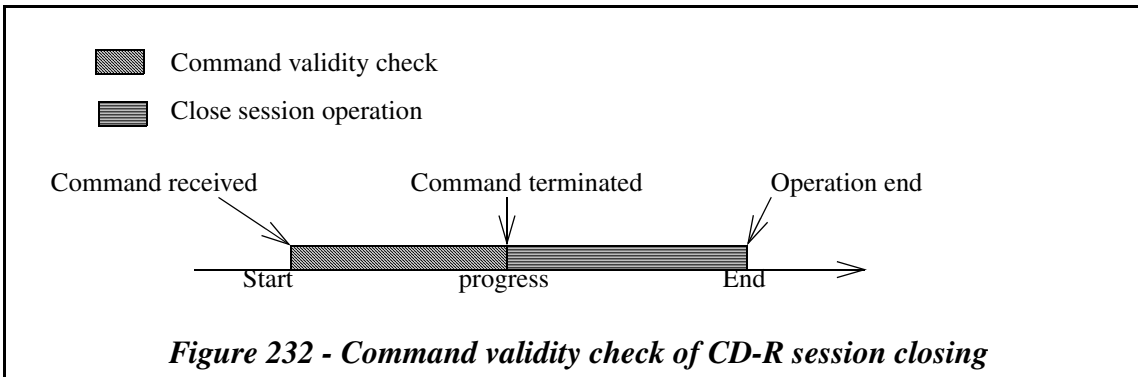 Command validity check
Close session operation
Command received Command terminated Operation end
Start progress End
Figure 232 - Command validity check of CD-R session closing